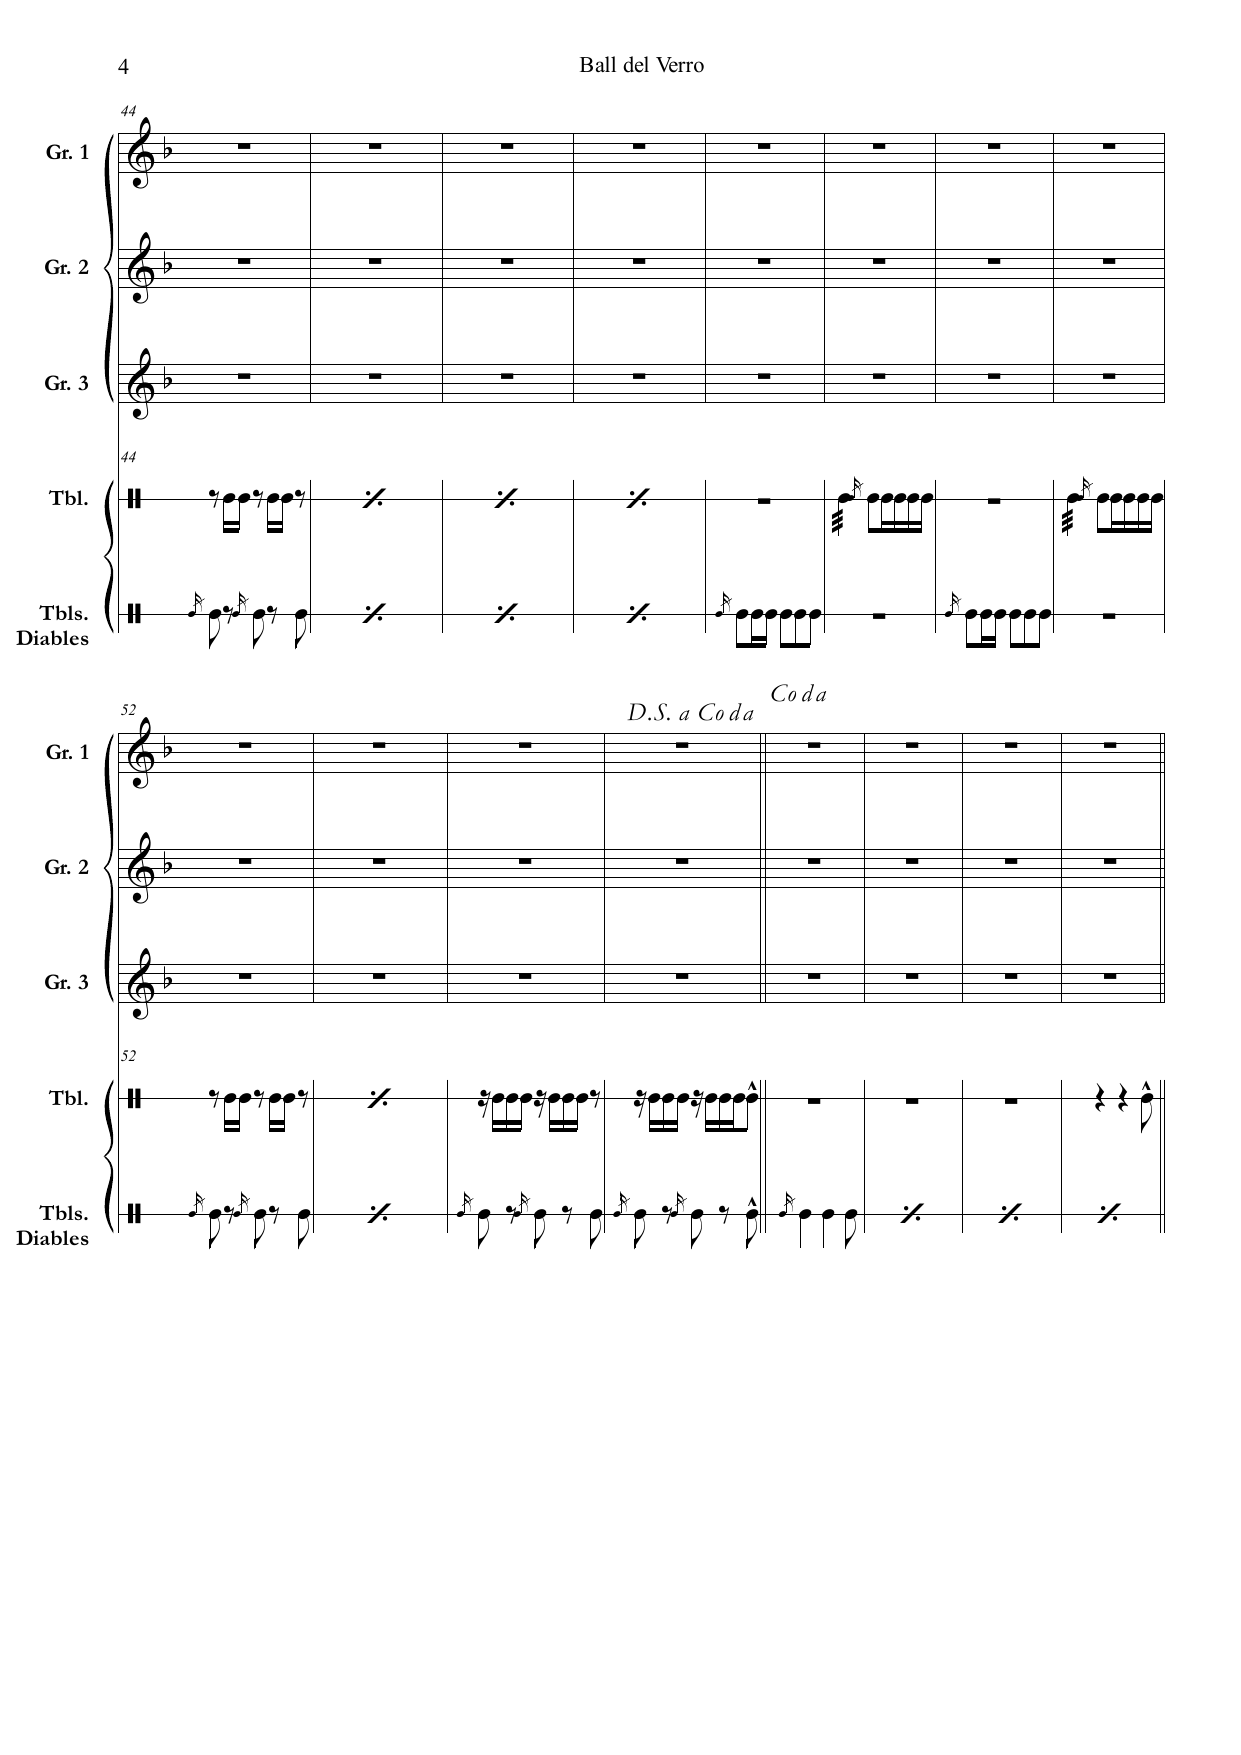 4
Ball del Verro
44
Gr. 1
Gr. 2
Gr. 3
44
Tbl.
Tbls.
Diables
Coda
D.S. a Coda
52
Gr. 1
Gr. 2
Gr. 3
52
Tbl.
Tbls.
Diables